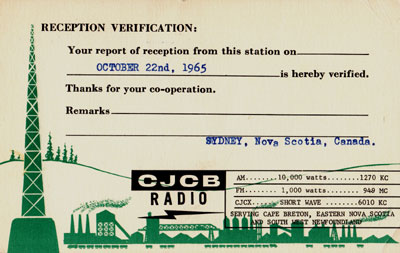 RECEPTION VERIFICATION:
Your report of reception from this station on
OCTOBER 22nd, 1965 is hereby verified.
Thanks for your co-operation.
Remarks
SYDNEY, Nova Scotia, Canada.
CJCB
RADIO
AM........10,000 watts........1270 KC
FM........ 1,000 watts........ 949 MC
CJCX......SHORT WAVE........6010 KC
SERVING CAPE BRETON, EASTERN NOVA SCOTIA
AND SOUTH WEST NEWFOUNDLAND